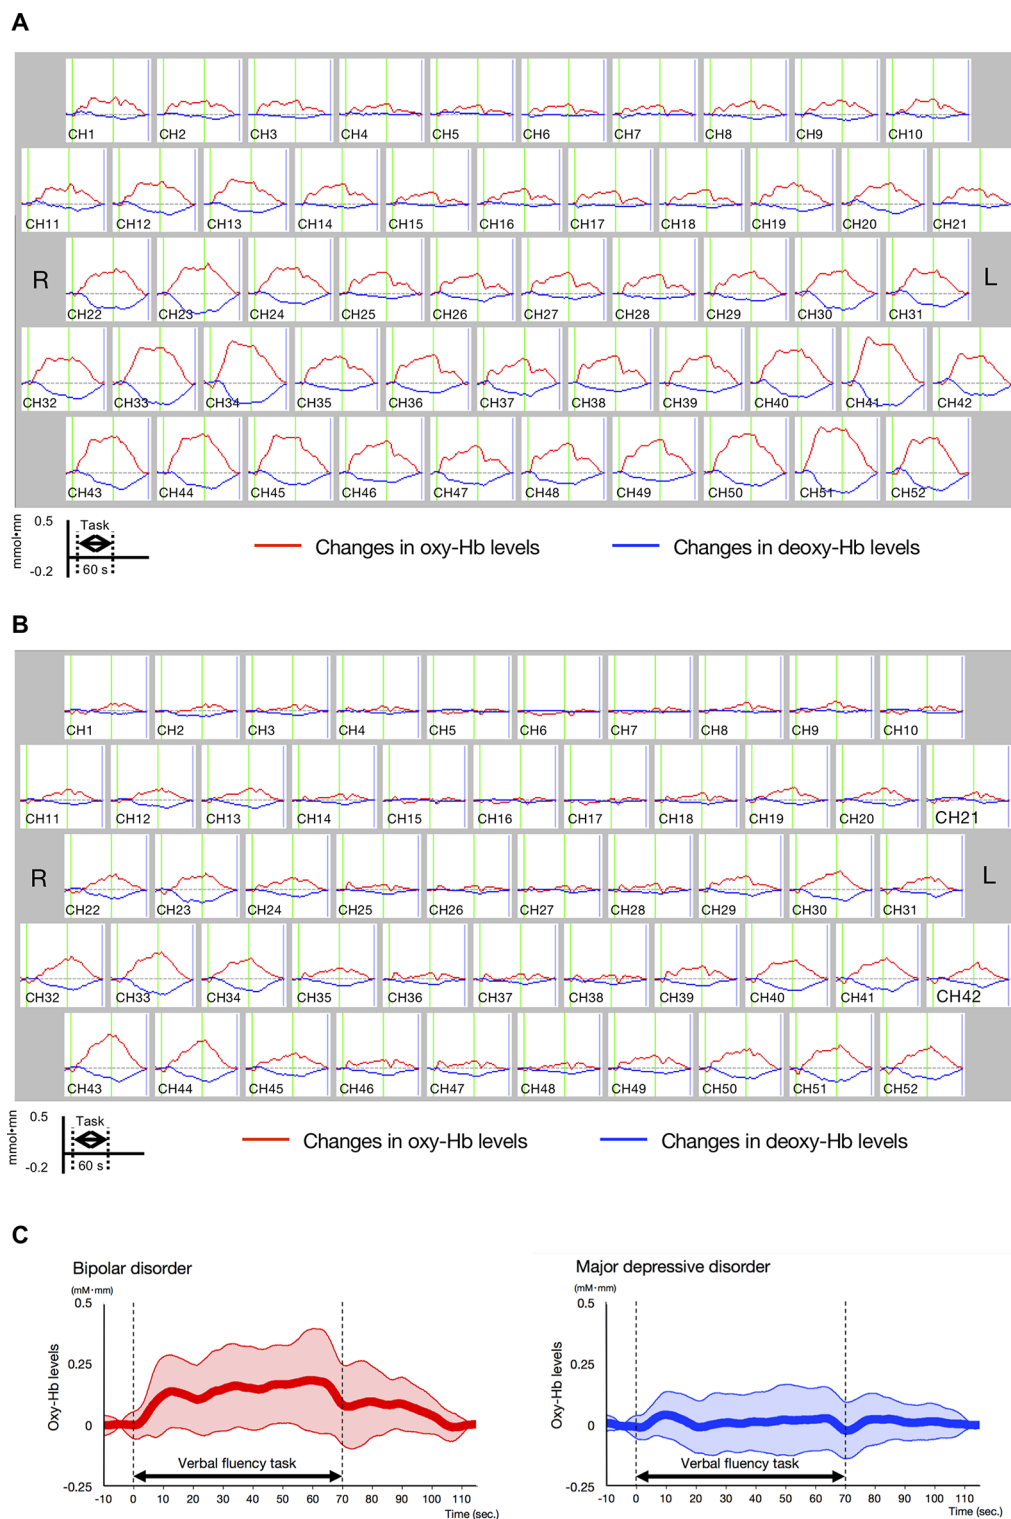 A
CH1 CH2 CH3 CH4 CH5 CH6 CH7 CH8 CH9 CH10
CH11 CH12 CH13 CH14 CH15 CH16 CH17 CH18 CH19 CH20 CH21
R L
CH22 CH23 CH24 CH25 CH26 CH27 CH28 CH29 CH30 CH31
CH32 CH33 CH34 CH35 CH36 CH37 CH38 CH39 CH40 CH41 CH42
CH43 CH44 CH45 CH46 CH47 CH48 CH49 CH50 CH51 CH52
mmol•mn
0.5
Task
-0.2
60 s
Changes in oxy-Hb levels
Changes in deoxy-Hb levels
B
CH1 CH2 CH3 CH4 CH5 CH6 CH7 CH8 CH9 CH10
CH11 CH12 CH13 CH14 CH15 CH16 CH17 CH18 CH19 CH20 CH21
R L
CH22 CH23 CH24 CH25 CH26 CH27 CH28 CH29 CH30 CH31
CH32 CH33 CH34 CH35 CH36 CH37 CH38 CH39 CH40 CH41 CH42
CH43 CH44 CH45 CH46 CH47 CH48 CH49 CH50 CH51 CH52
mmol•mn
0.5
Task
-0.2
60 s
Changes in oxy-Hb levels
Changes in deoxy-Hb levels
C
Bipolar disorder
(mM・mm)
0.5
0.25
0
-0.25
Oxy-Hb levels
Verbal fluency task
-10 0 10 20 30 40 50 60 70 80 90 100 110
Time (sec.)
Major depressive disorder
(mM・mm)
0.5
0.25
0
-0.25
Oxy-Hb levels
Verbal fluency task
-10 0 10 20 30 40 50 60 70 80 90 100 110
Time (sec.)